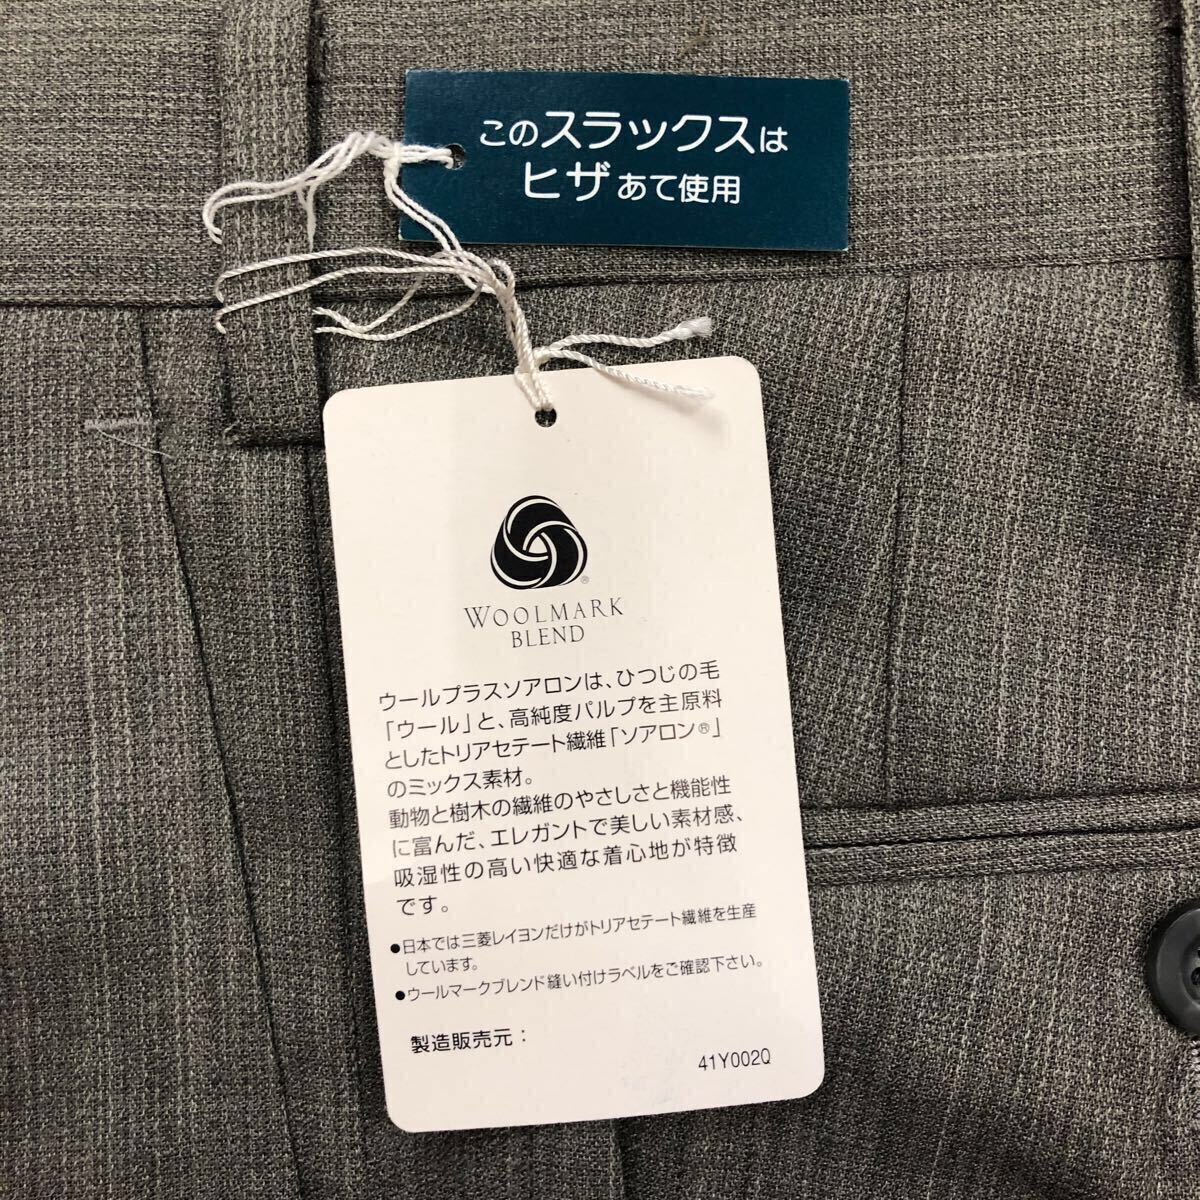 このスラックスは
ヒザあて使用
®
WOOLMARK
BLEND
ウールプラスソアロンは、ひつじの毛
「ウール」と、高純度パルプを主原料
としたトリアセテート繊維「ソアロン®」
のミックス素材。
動物と樹木の繊維のやさしさと機能性
に富んだ、エレガントで美しい素材感、
吸湿性の高い快適な着心地が特徴
です。
●日本では三菱レイヨンだけがトリアセテート繊維を生産
しています。
●ウールマークブレンド縫い付けラベルをご確認下さい。
製造販売元：
41Y002Q